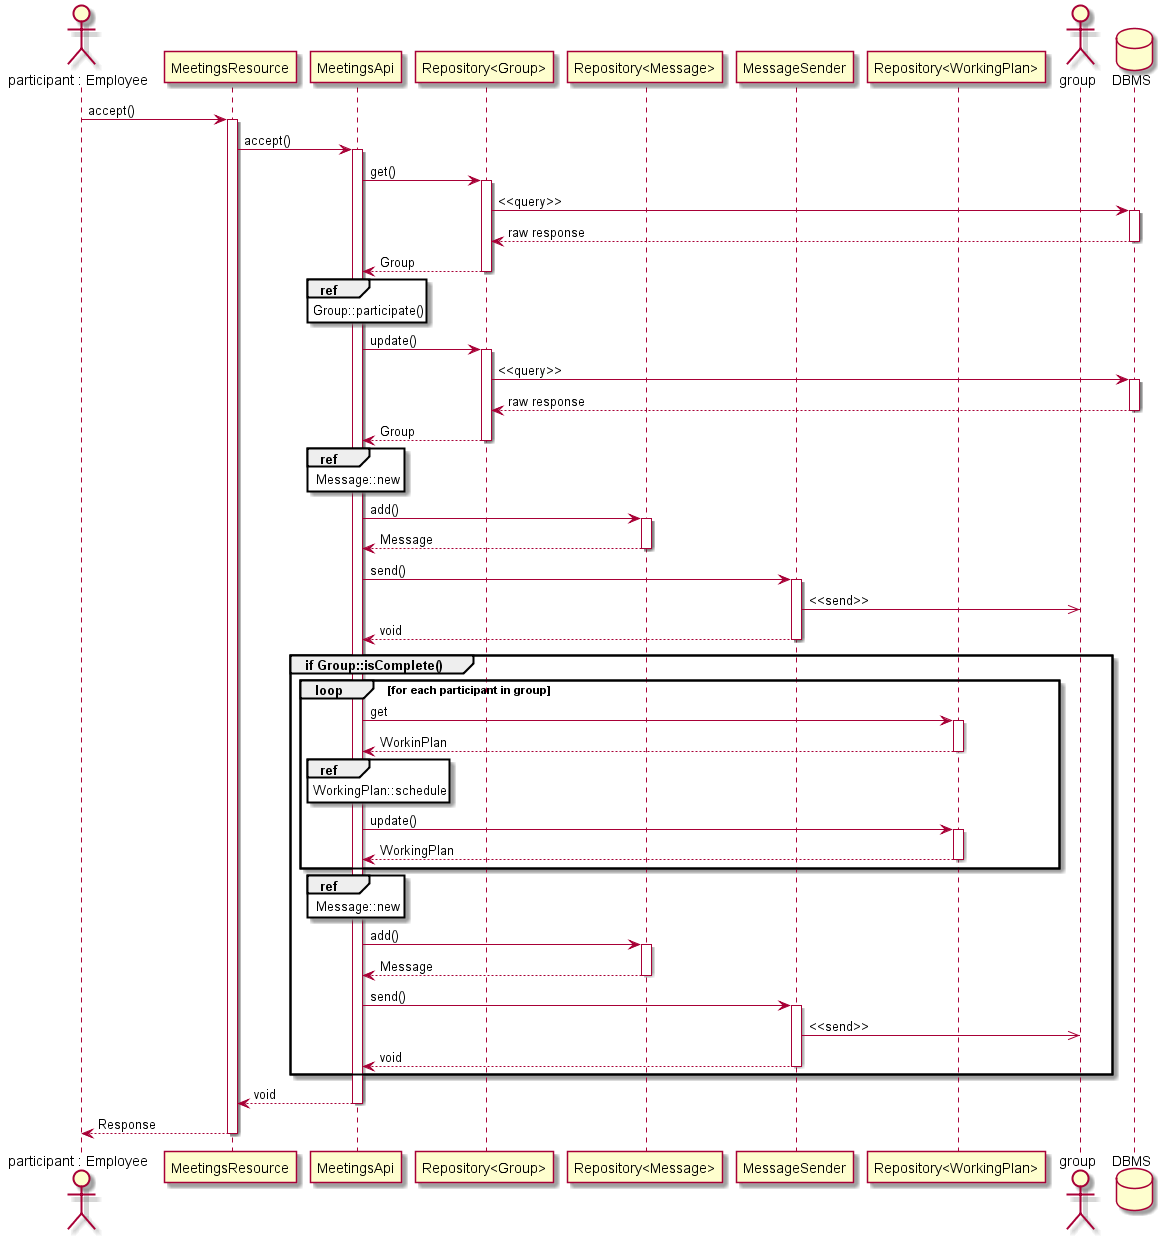 participant : Employee
MeetingsResource
MeetingsApi
Repository<Group>
Repository<Message>
MessageSender
Repository<WorkingPlan>
group
DBMS
accept()
accept()
get()
<<query>>
raw response
Group
ref
Group::participate()
update()
<<query>>
raw response
Group
ref
Message::new
add()
Message
send()
<<send>>
void
if Group::isComplete()
loop [for each participant in group]
get
WorkinPlan
ref
WorkingPlan::schedule
update()
WorkingPlan
ref
Message::new
add()
Message
send()
<<send>>
void
void
Response
participant : Employee
MeetingsResource
MeetingsApi
Repository<Group>
Repository<Message>
MessageSender
Repository<WorkingPlan>
group
DBMS